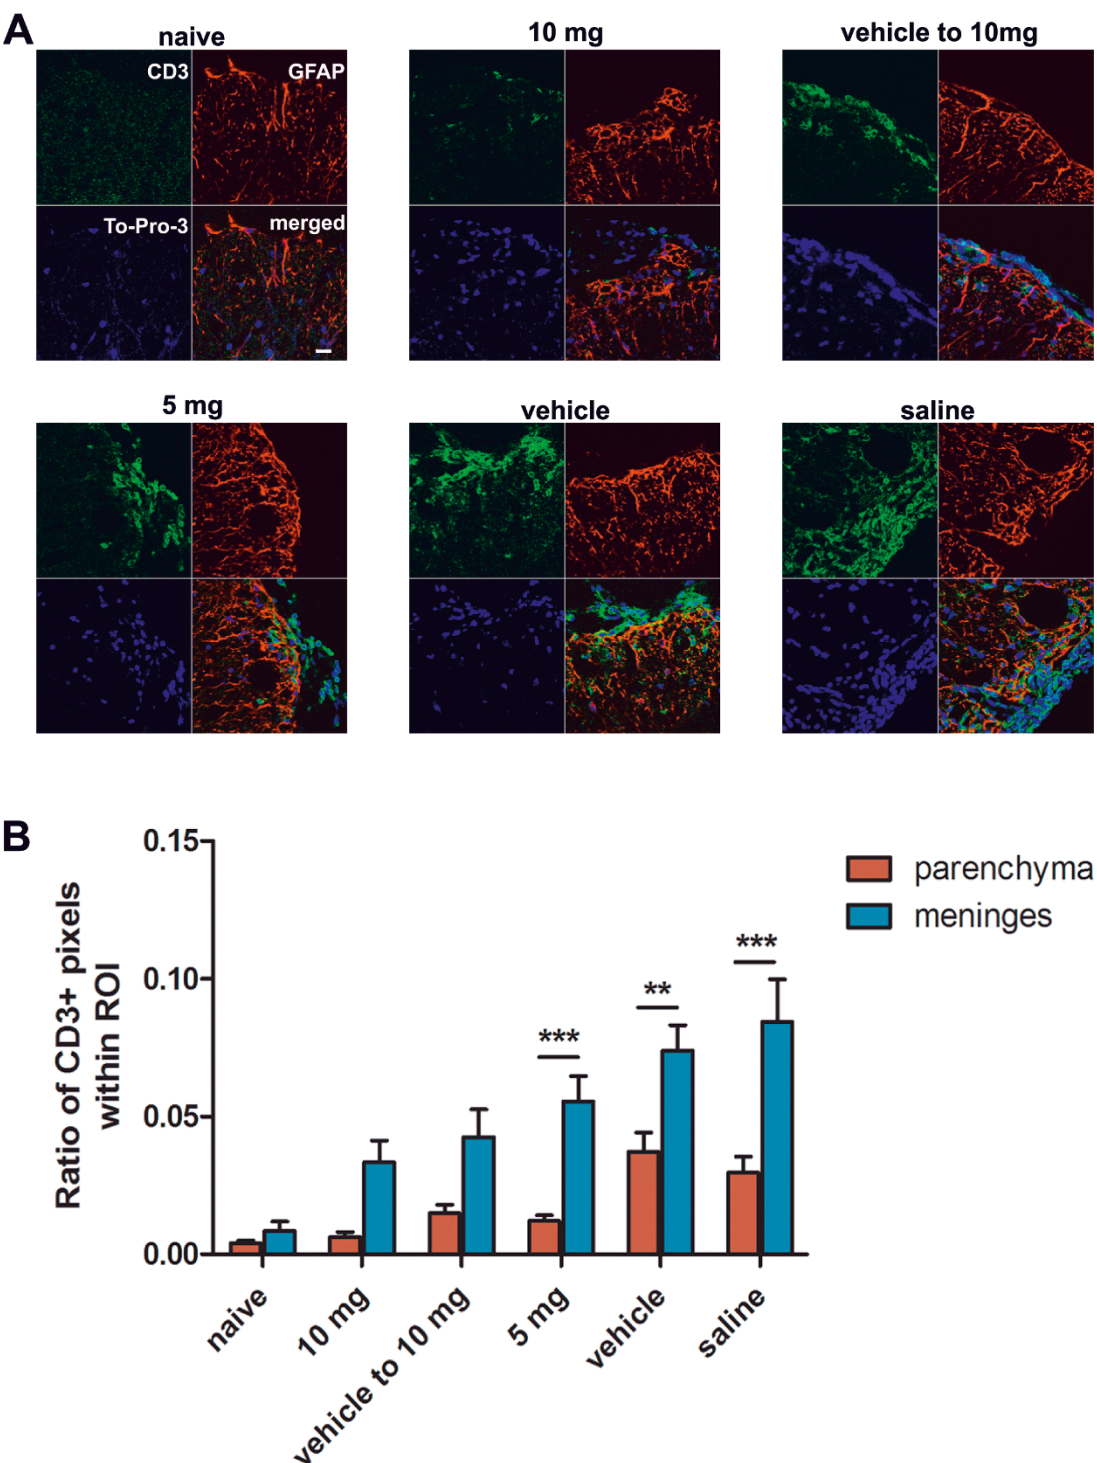 A
naive
10 mg
vehicle to 10mg
CD3
GFAP
To-Pro-3
merged
5 mg
vehicle
saline
B
Ratio of CD3+ pixels
within ROI
0.15
0.10
0.05
0.00
***
**
***
parenchyma
meninges
naive
10 mg
vehicle to 10 mg
5 mg
vehicle
saline